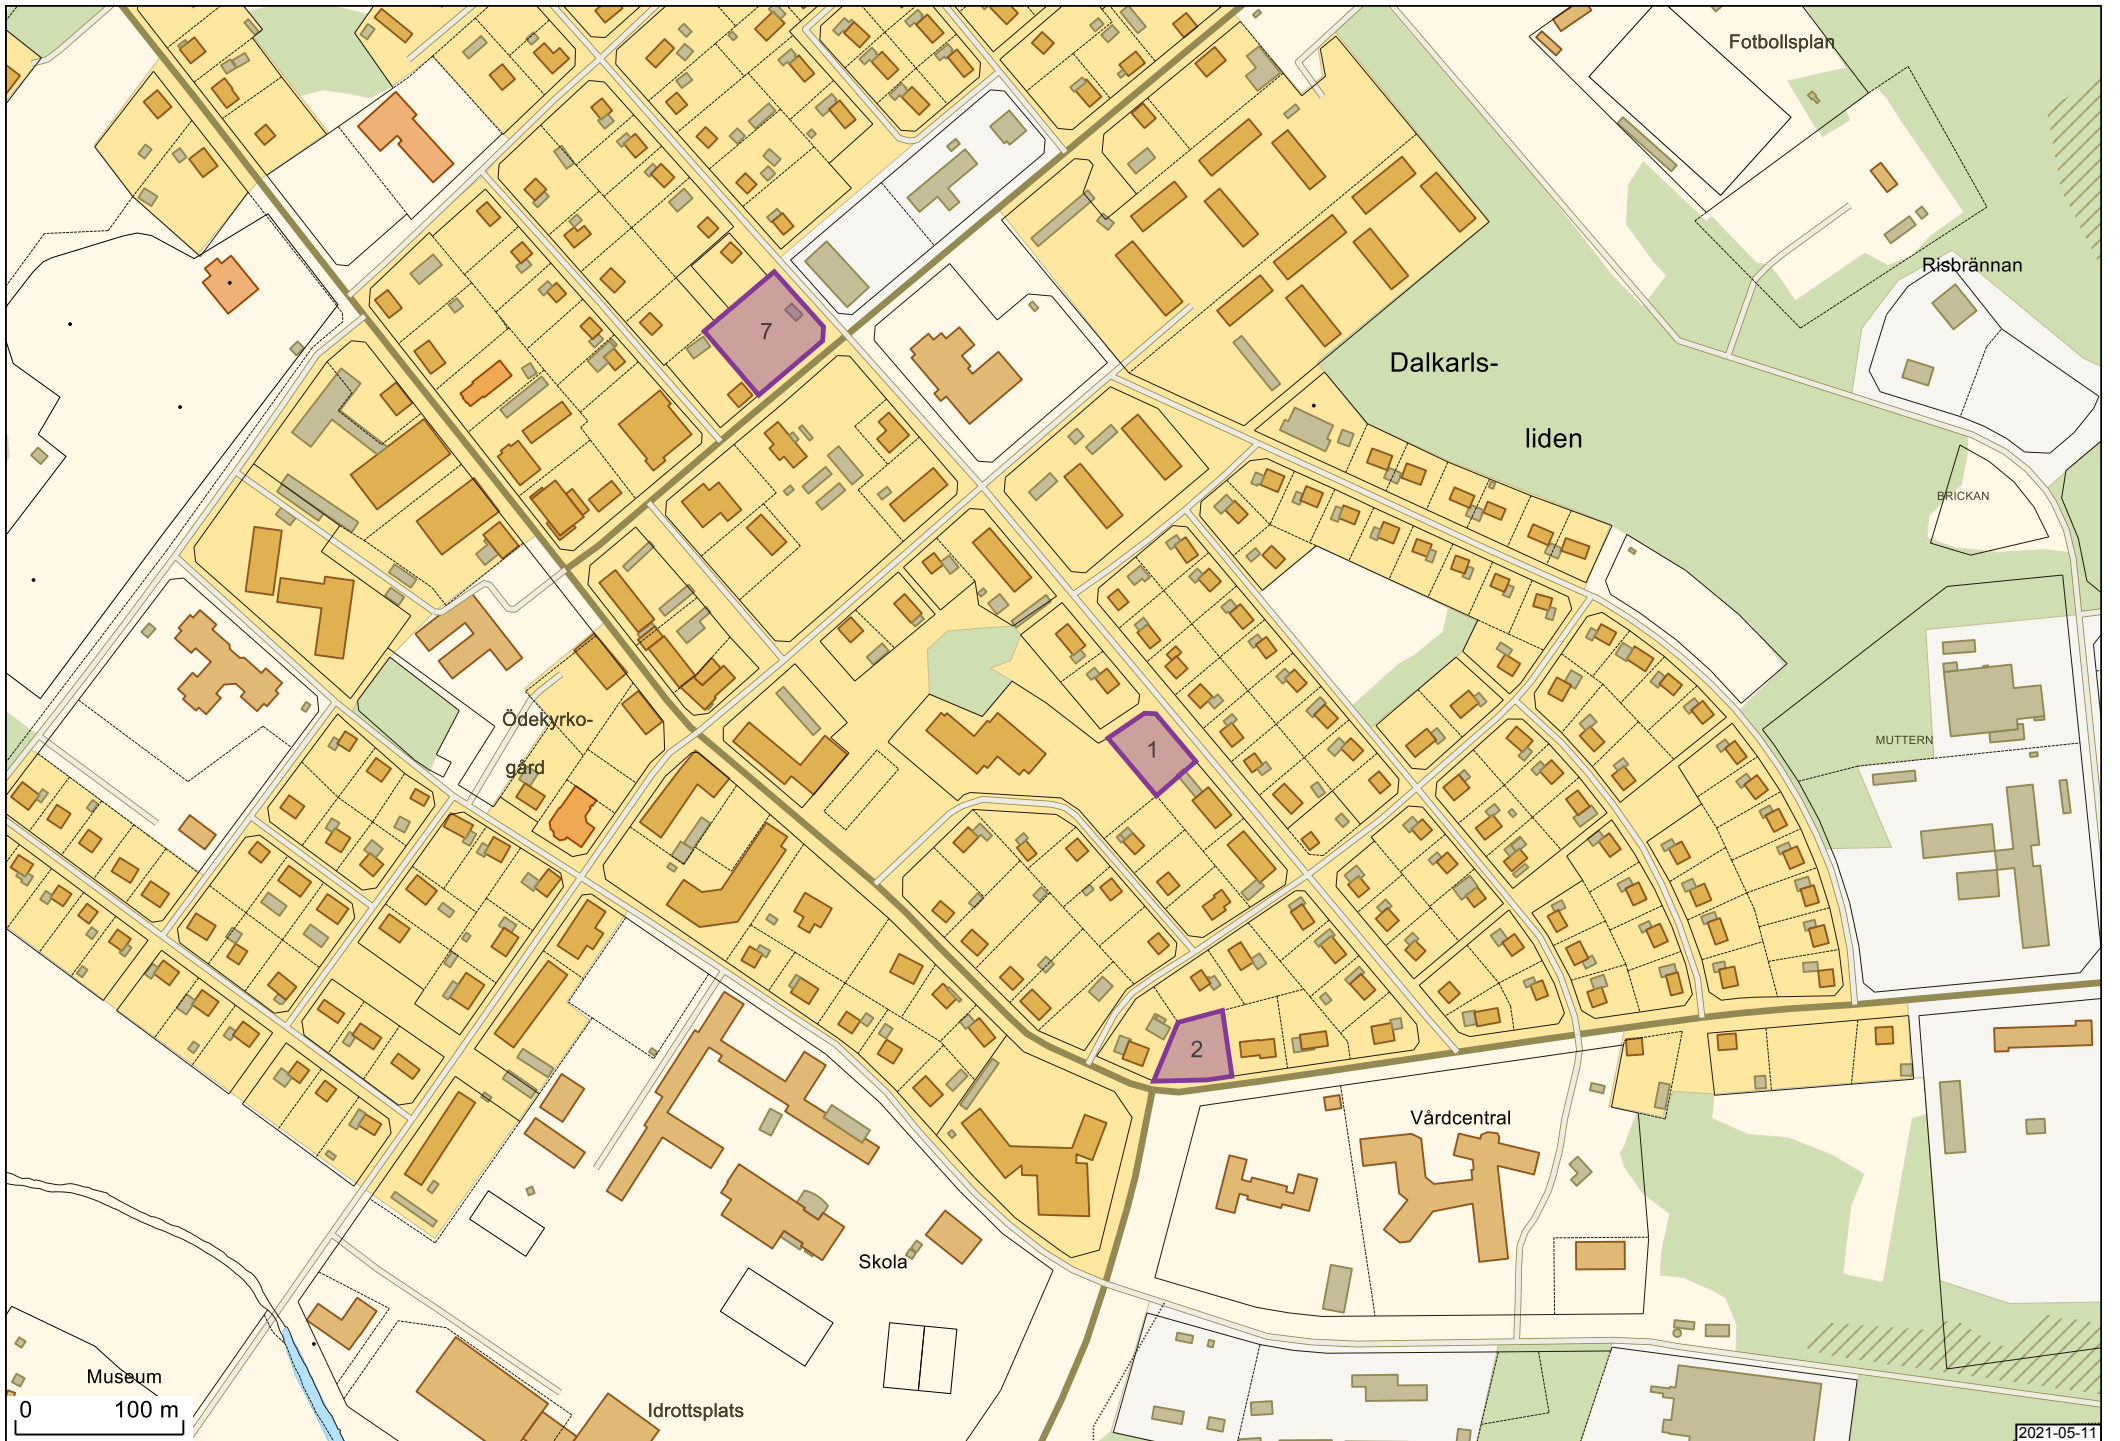 Fotbollsplan
Risbrännan
7
Dalkarls-
liden
BRICKAN
Ödekyrko-
gård
1
MUTTERN
2
Vårdcentral
Skola
Museum
0 100 m
Idrottsplats
2021-05-11